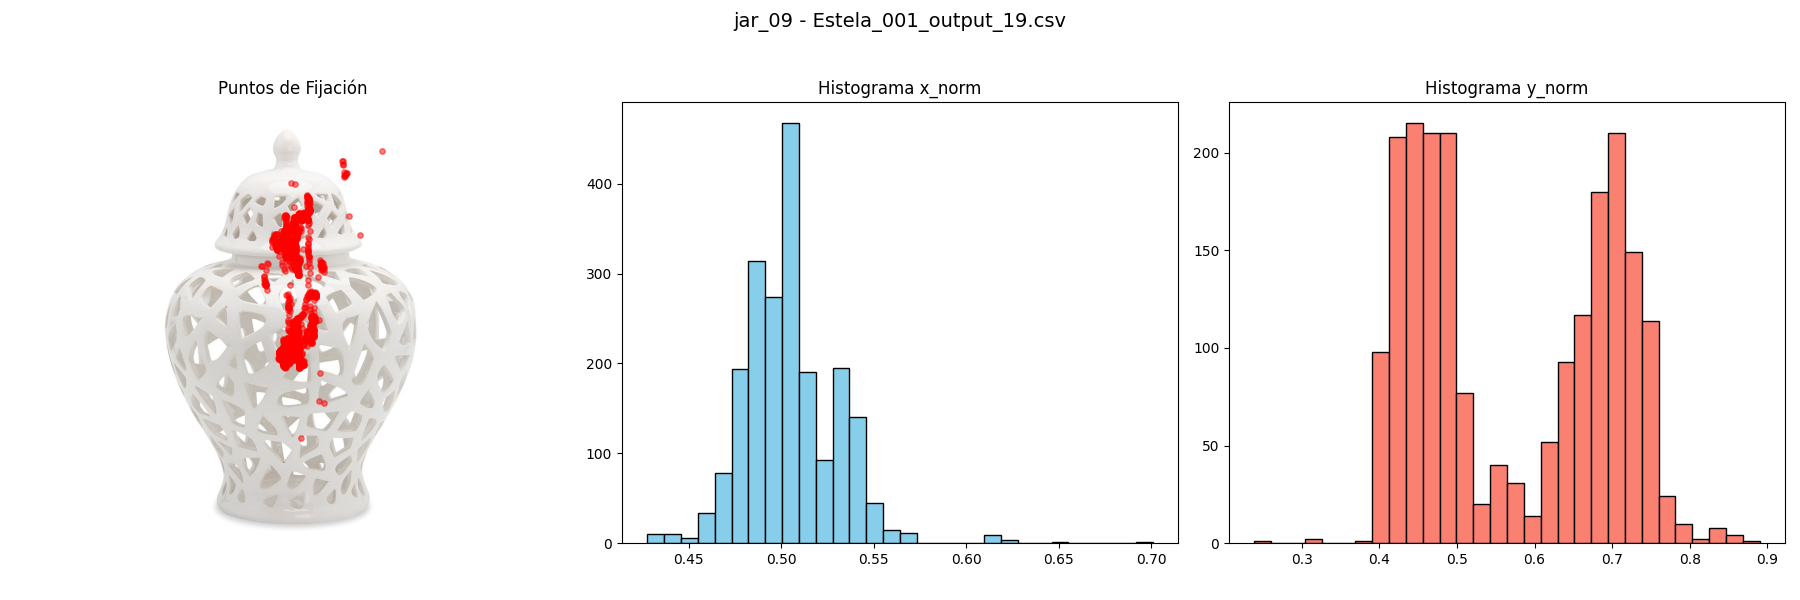 jar_09 - Estela_001_output_19.csv
Puntos de Fijación
Histograma x_norm
400
300
200
100
0
0.45 0.50 0.55 0.60 0.65 0.70
Histograma y_norm
200
150
100
50
0
0.3 0.4 0.5 0.6 0.7 0.8 0.9